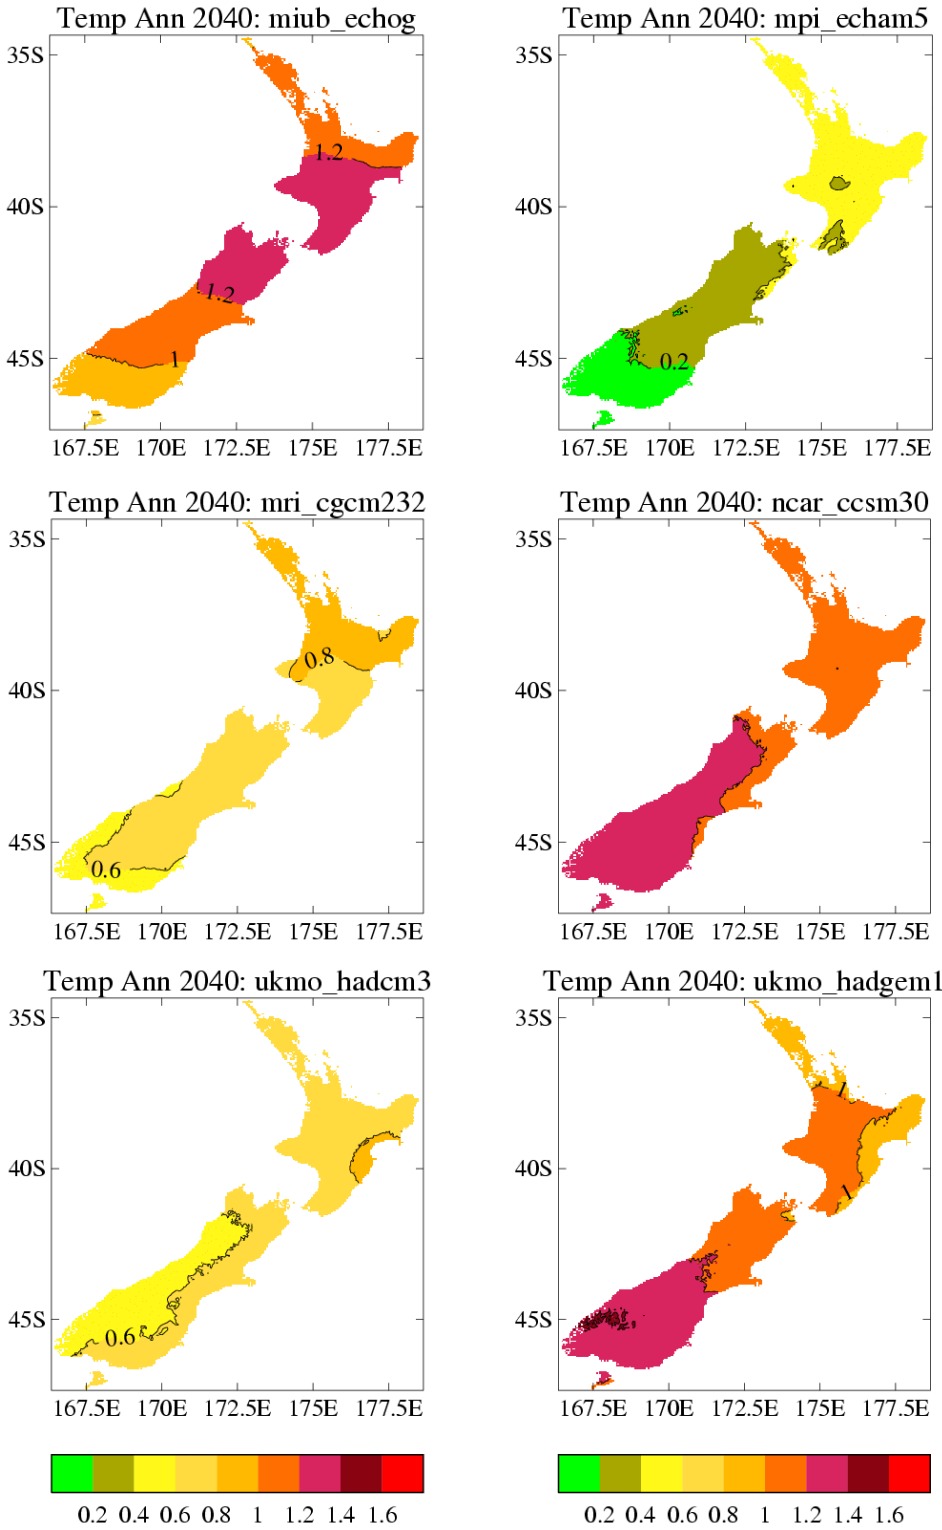 Temp Ann 2040: miub_echog
Temp Ann 2040: mpi_echam5
35S
1.2
40S
1.2
45S
1
167.5E 170E 172.5E 175E 177.5E
35S
40S
45S
0.2
167.5E 170E 172.5E 175E 177.5E
Temp Ann 2040: mri_cgcm232
Temp Ann 2040: ncar_ccsm30
35S
0.8
40S
45S
0.6
167.5E 170E 172.5E 175E 177.5E
35S
40S
45S
167.5E 170E 172.5E 175E 177.5E
Temp Ann 2040: ukmo_hadcm3
Temp Ann 2040: ukmo_hadgem1
35S
40S
45S
0.6
167.5E 170E 172.5E 175E 177.5E
35S
1
40S
1
45S
167.5E 170E 172.5E 175E 177.5E
0.2 0.4 0.6 0.8 1 1.2 1.4 1.6
0.2 0.4 0.6 0.8 1 1.2 1.4 1.6